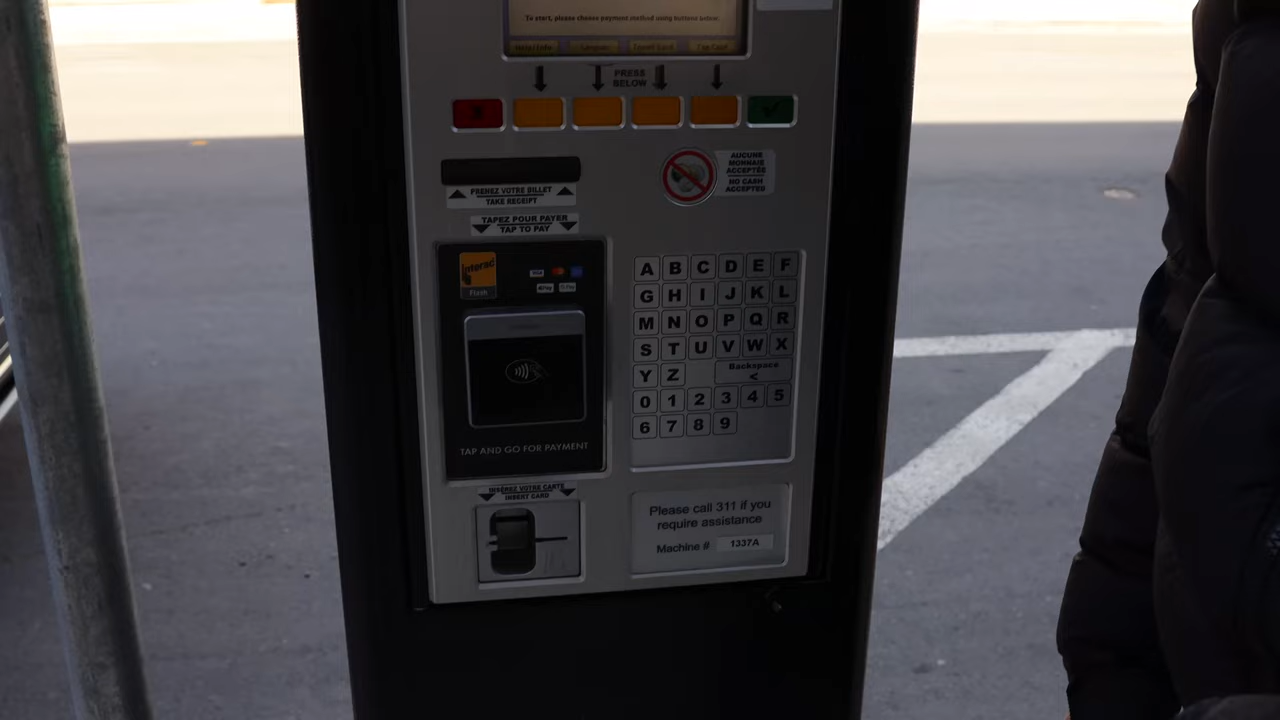 To start, please choose payment method using buttons below.
PRESS
BELOW
PRENEZ VOTRE BILLET
TAKE RECEIPT
AUCUNE
MONNAIE
ACCEPTÉE
NO CASH
ACCEPTED
TAPEZ POUR PAYER
TAP TO PAY
Interac
Flash
VISA
Pay
TAP AND GO FOR PAYMENT
A B C D E F
G H I J K L
M N O P Q R
S T U V W X
Y Z Backspace
<
0 1 2 3 4 5
6 7 8 9
INSÉREZ VOTRE CARTE
INSERT CARD
Please call 311 if you
require assistance
Machine # 1337A